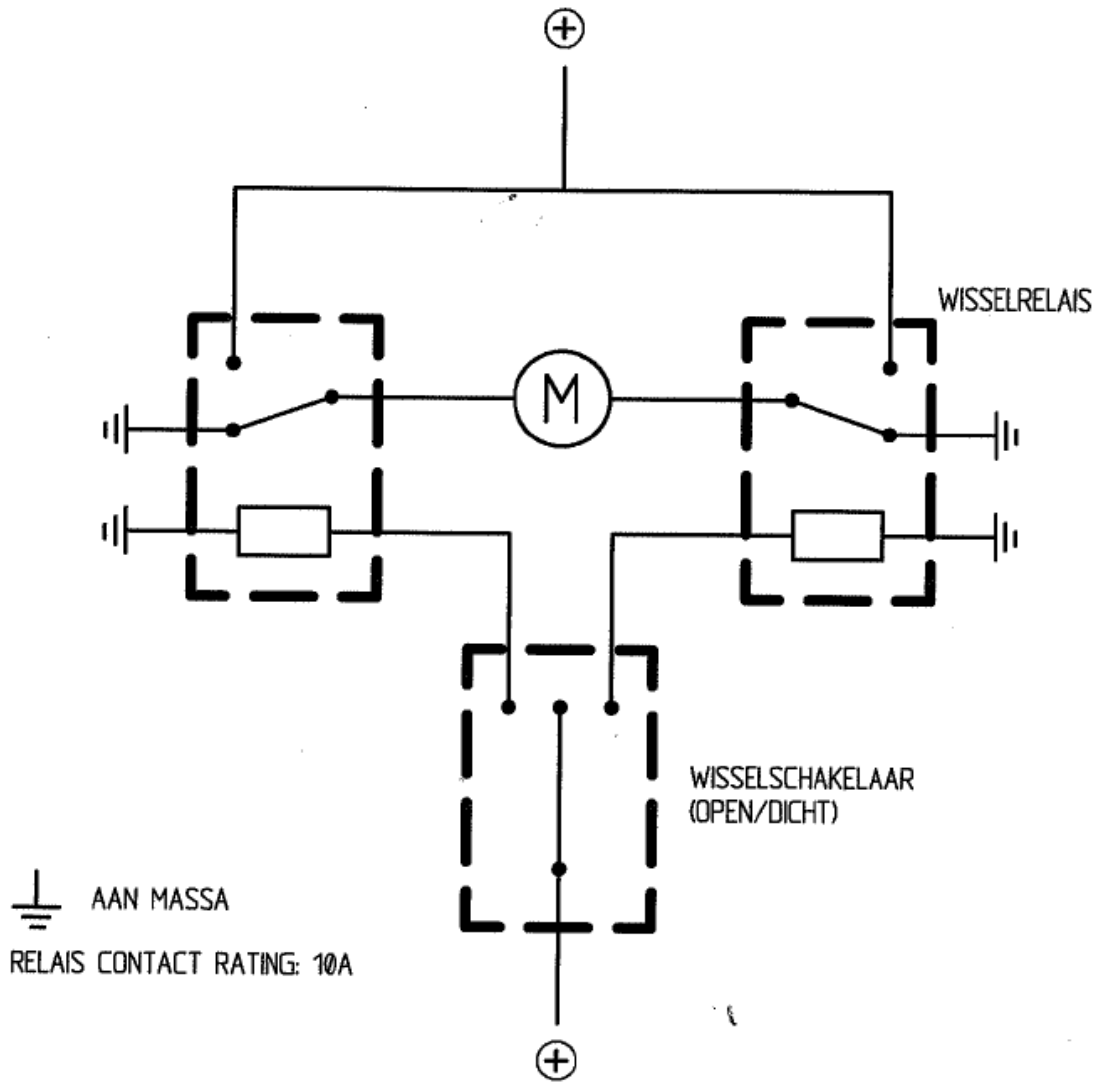 WISSELRELAIS
M
WISSELSCHAKELAAR
(OPEN/DICHT)
AAN MASSA
RELAIS CONTACT RATING: 10A